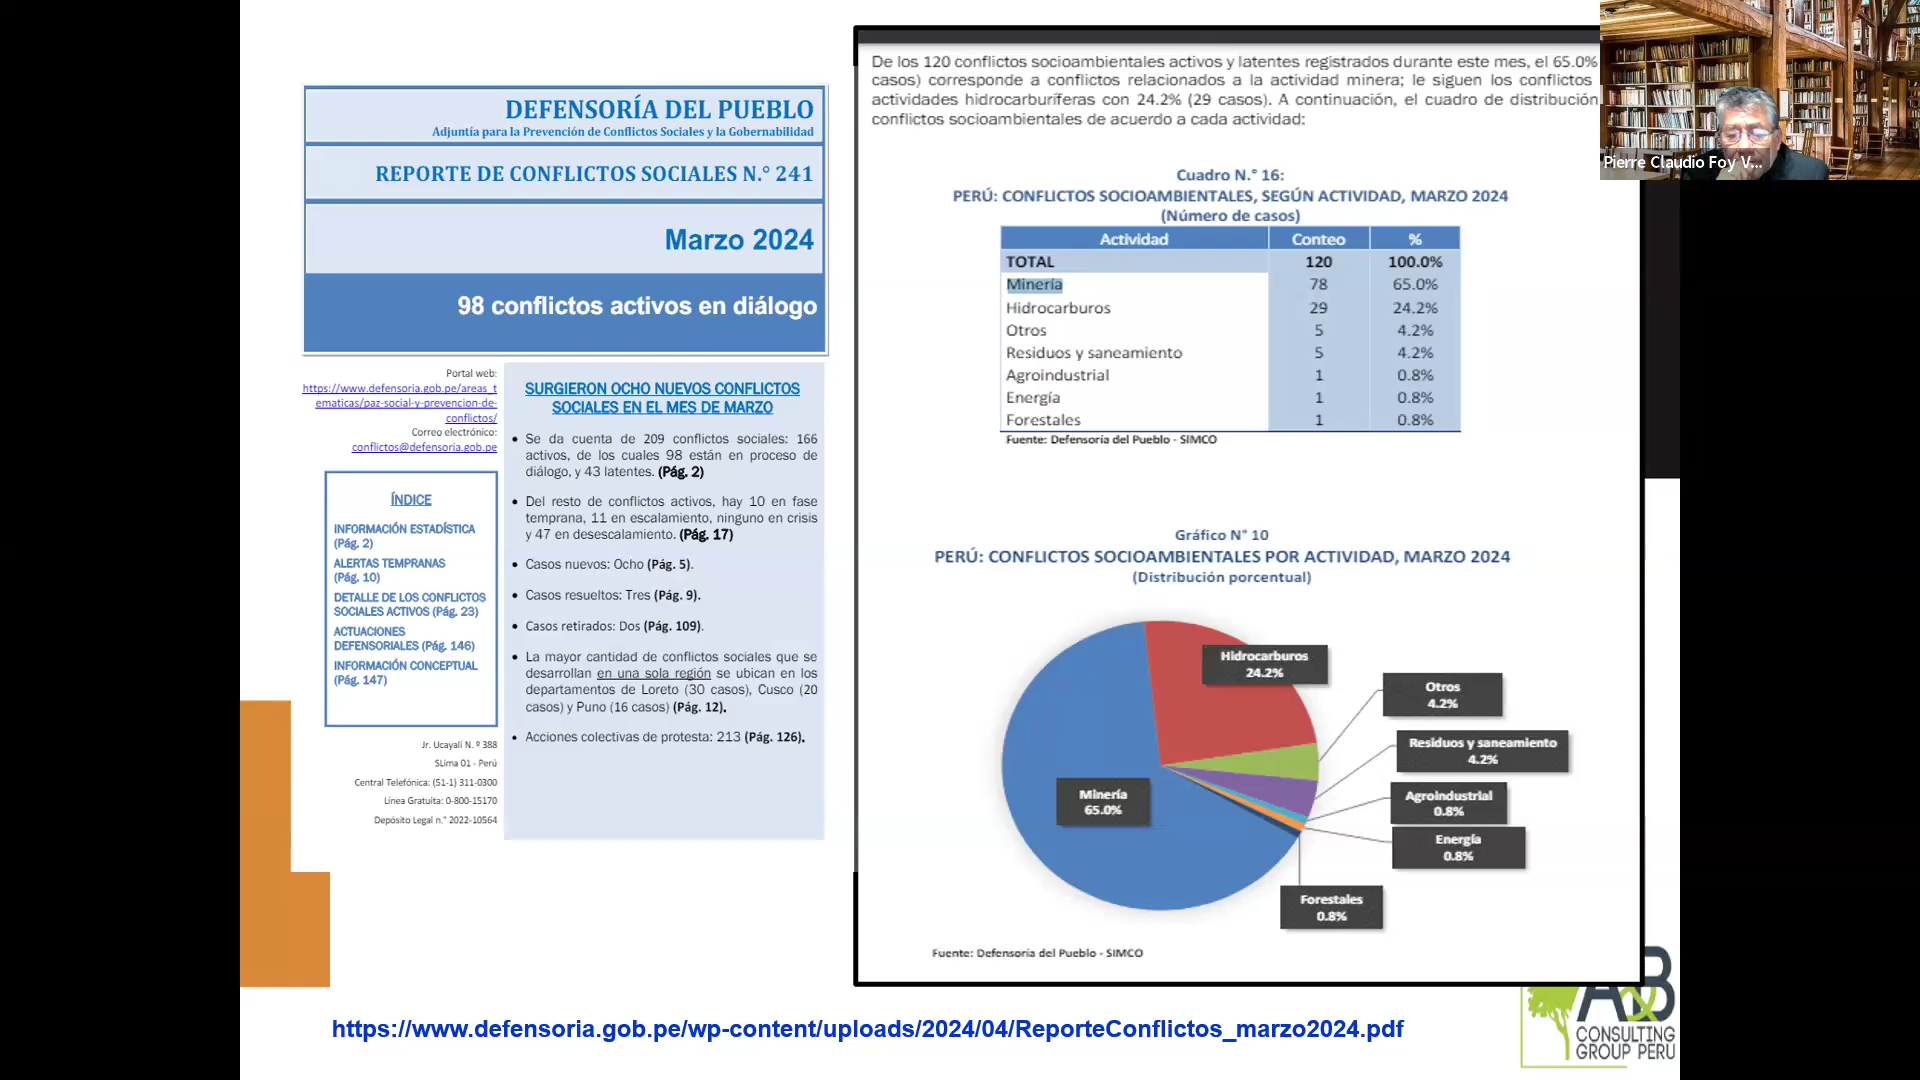 DEFENSORÍA DEL PUEBLO
Adjuntía para la Prevención de Conflictos Sociales y la Gobernabilidad
REPORTE DE CONFLICTOS SOCIALES N.° 241
Marzo 2024
98 conflictos activos en diálogo
Portal web:
https://www.defensoria.gob.pe/areas_t
ematicas/paz-social-y-prevencion-de-
conflictos/
Correo electrónico:
conflictos@defensoria.gob.pe
ÍNDICE
INFORMACIÓN ESTADÍSTICA
(Pág. 2)
ALERTAS TEMPRANAS
(Pág. 10)
DETALLE DE LOS CONFLICTOS
SOCIALES ACTIVOS (Pág. 23)
ACTUACIONES
DEFENSORIALES (Pág. 146)
INFORMACIÓN CONCEPTUAL
(Pág. 147)
Jr. Ucayali N. º 388
SLima 01 - Perú
Central Telefónica: (51-1) 311-0300
Línea Gratuita: 0-800-15170
Depósito Legal n.° 2022-10564
SURGIERON OCHO NUEVOS CONFLICTOS
SOCIALES EN EL MES DE MARZO
• Se da cuenta de 209 conflictos sociales: 166
activos, de los cuales 98 están en proceso de
diálogo, y 43 latentes. (Pág. 2)
• Del resto de conflictos activos, hay 10 en fase
temprana, 11 en escalamiento, ninguno en crisis
y 47 en desescalamiento. (Pág. 17)
• Casos nuevos: Ocho (Pág. 5).
• Casos resueltos: Tres (Pág. 9).
• Casos retirados: Dos (Pág. 109).
• La mayor cantidad de conflictos sociales que se
desarrollan en una sola región se ubican en los
departamentos de Loreto (30 casos), Cusco (20
casos) y Puno (16 casos) (Pág. 12).
• Acciones colectivas de protesta: 213 (Pág. 126).
De los 120 conflictos socioambientales activos y latentes registrados durante este mes, el 65.0%
casos) corresponde a conflictos relacionados a la actividad minera; le siguen los conflictos
actividades hidrocarburíferas con 24.2% (29 casos). A continuación, el cuadro de distribución
conflictos socioambientales de acuerdo a cada actividad:
Cuadro N.° 16:
PERÚ: CONFLICTOS SOCIOAMBIENTALES, SEGÚN ACTIVIDAD, MARZO 2024
(Número de casos)
Actividad Conteo %
TOTAL 120 100.0%
Minería 78 65.0%
Hidrocarburos 29 24.2%
Otros 5 4.2%
Residuos y saneamiento 5 4.2%
Agroindustrial 1 0.8%
Energía 1 0.8%
Forestales 1 0.8%
Fuente: Defensoría del Pueblo - SIMCO
Gráfico N° 10
PERÚ: CONFLICTOS SOCIOAMBIENTALES POR ACTIVIDAD, MARZO 2024
(Distribución porcentual)
Hidrocarburos
24.2%
Otros
4.2%
Residuos y saneamiento
4.2%
Minería
65.0%
Agroindustrial
0.8%
Energía
0.8%
Forestales
0.8%
Fuente: Defensoría del Pueblo - SIMCO
https://www.defensoria.gob.pe/wp-content/uploads/2024/04/ReporteConflictos_marzo2024.pdf
A&B
CONSULTING
GROUP PERU
Pierre Claudio Foy V...